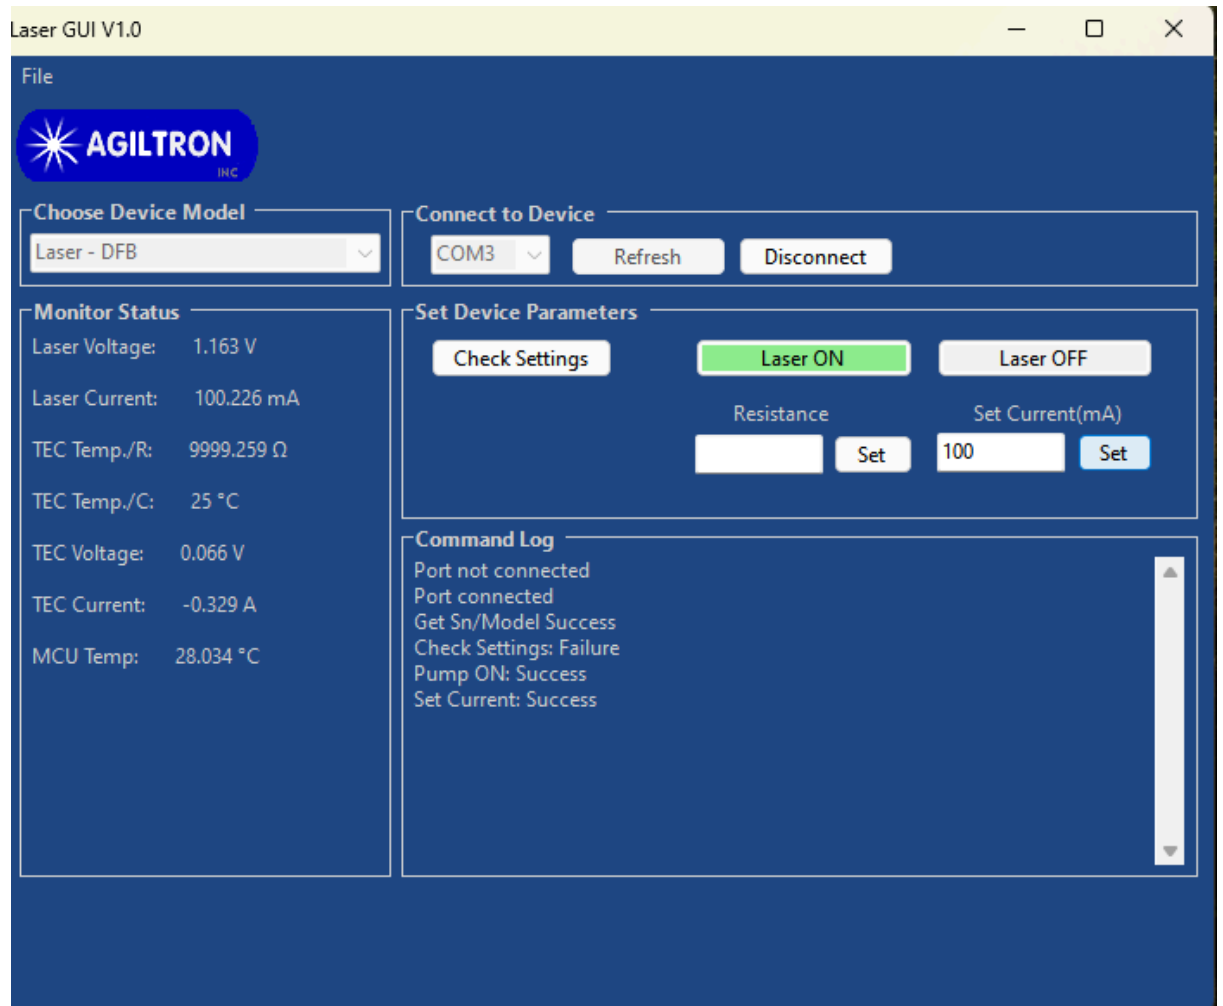 Laser GUI V1.0
File
AGILTRON
INC
Choose Device Model
Laser - DFB
Connect to Device
COM3 Refresh Disconnect
Monitor Status
Laser Voltage: 1.163 V
Laser Current: 100.226 mA
TEC Temp./R: 9999.259 Ω
TEC Temp./C: 25 °C
TEC Voltage: 0.066 V
TEC Current: -0.329 A
MCU Temp: 28.034 °C
Set Device Parameters
Check Settings Laser ON Laser OFF
Resistance Set Current(mA)
Set 100 Set
Command Log
Port not connected
Port connected
Get Sn/Model Success
Check Settings: Failure
Pump ON: Success
Set Current: Success